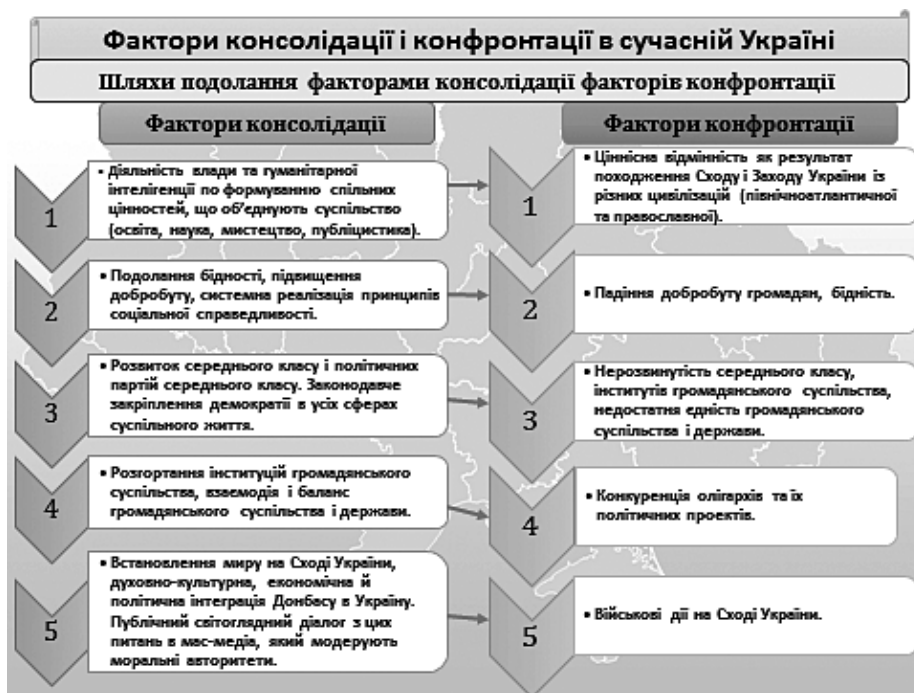 Фактори консолідації і конфронтації в сучасній Україні
Шляхи подолання факторами консолідації факторів конфронтації
Фактори консолідації
1
• Діяльність влади та гуманітарної
інтелігенції по формуванню спільних
цінностей, що об’єднують суспільство
(освіта, наука, мистецтво, публіцистика).
2
• Подолання бідності, підвищення
добробуту, системна реалізація принципів
соціальної справедливості.
3
• Розвиток середнього класу і політичних
партій середнього класу. Законодавче
закріплення демократії в усіх сферах
суспільного життя.
4
• Розгортання інституцій громадянського
суспільства, взаємодія і баланс
громадянського суспільства і держави.
5
• Встановлення миру на Сході України,
духовно-культурна, економічна й
політична інтеграція Донбасу в Україну.
Публічний світоглядний діалог з цих
питань в мас-медіа, який модерують
моральні авторитети.
Фактори конфронтації
1
• Ціннісна відмінність як результат
походження Сходу і Заходу України із
різних цивілізацій (північноатлантичної
та православної).
2
• Падіння добробуту громадян, бідність.
3
• Нерозвинутість середнього класу,
інститутів громадянського суспільства,
недостатня єдність громадянського
суспільства і держави.
4
• Конкуренція олігархів та їх
політичних проектів.
5
• Військові дії на Сході України.